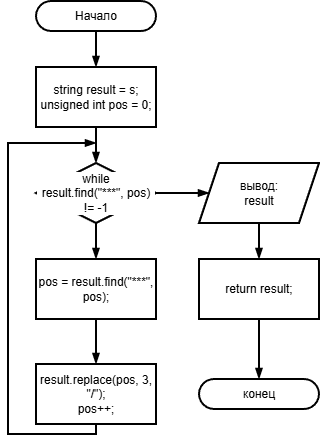 Начало
string result = s;
unsigned int pos = 0;
while
result.find("***", pos)
!= -1
вывод:
result
pos = result.find("***",
pos);
return result;
result.replace(pos, 3,
"/");
pos++;
конец